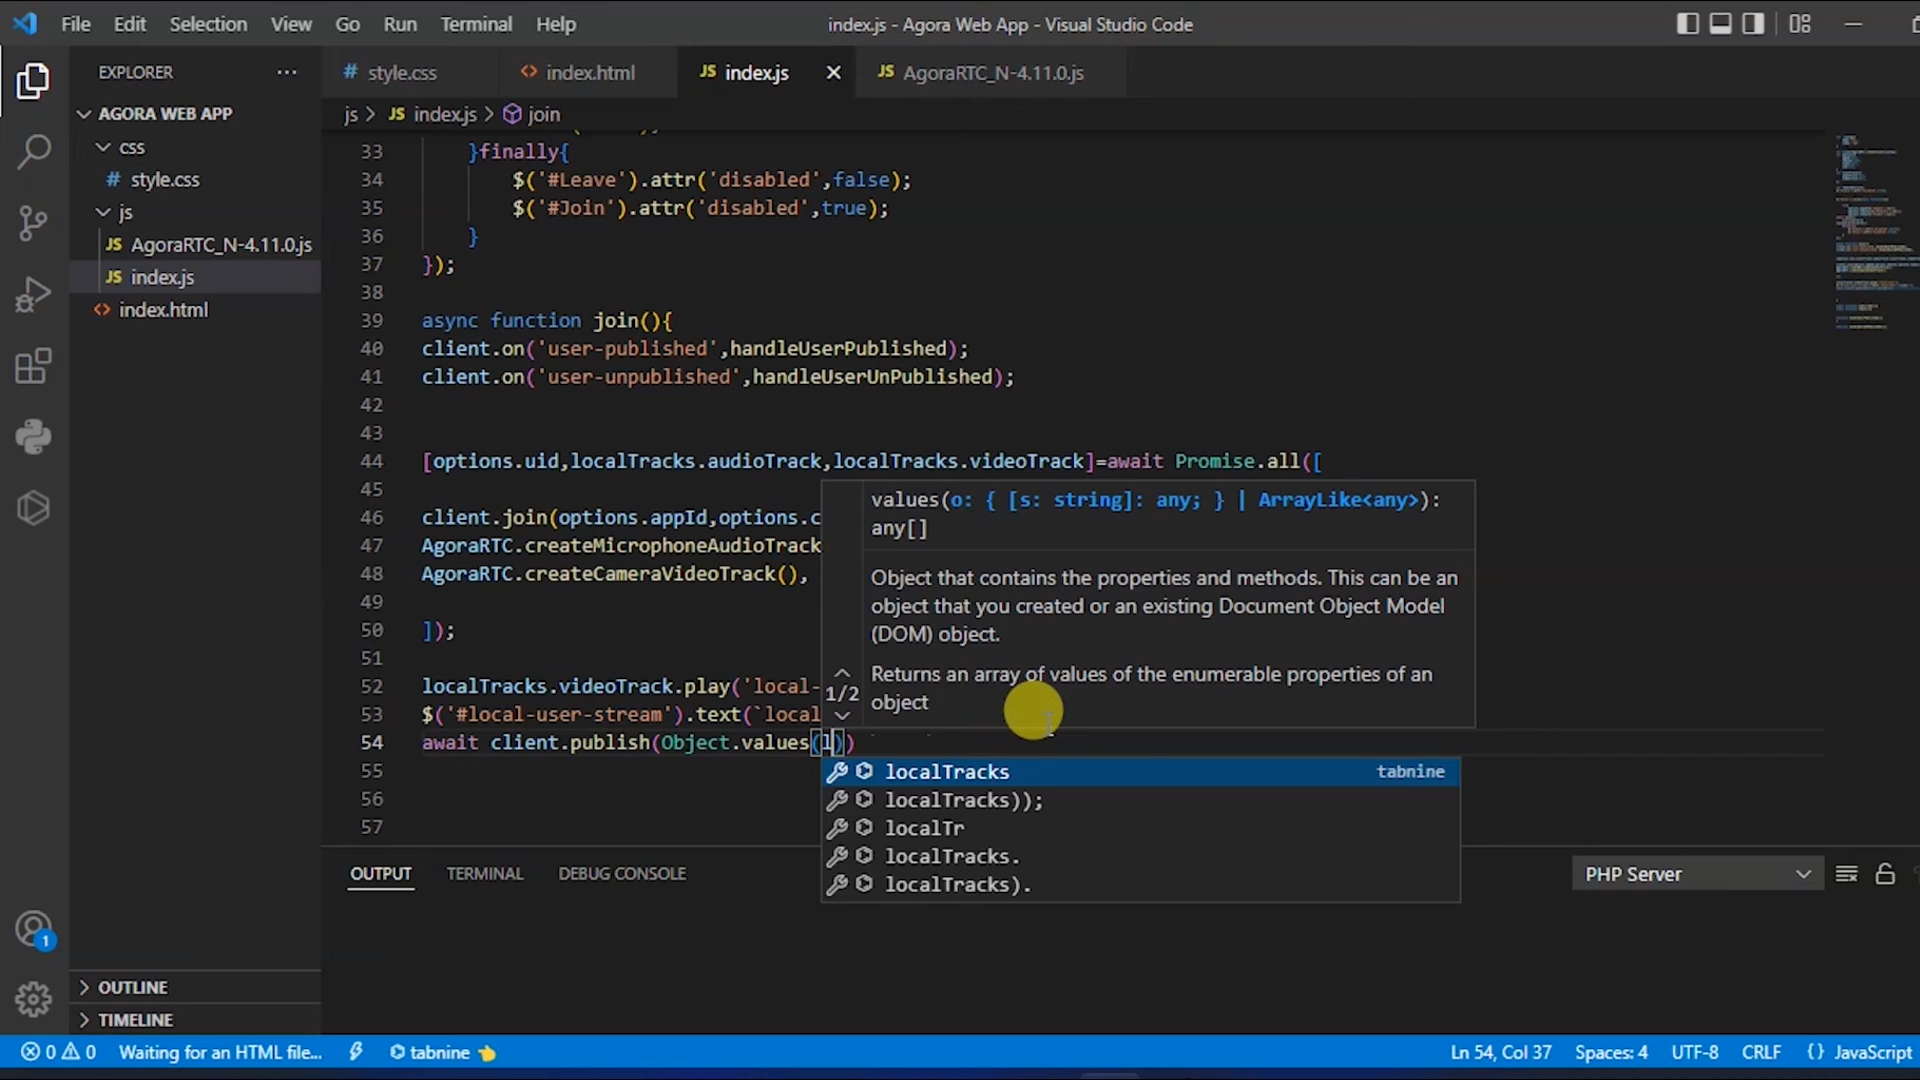 File Edit Selection View Go Run Terminal Help index.js - Agora Web App - Visual Studio Code
EXPLORER ...
# style.css <> index.html JS index.js JS AgoraRTC_N-4.11.0.js
AGORA WEB APP
js > JS index.js > join
css
# style.css
js
JS AgoraRTC_N-4.11.0.js
JS index.js
<> index.html
33 }finally{
34 $('#Leave').attr('disabled',false);
35 $('#Join').attr('disabled',true);
36 }
37 });
38
39 async function join(){
40 client.on('user-published',handleUserPublished);
41 client.on('user-unpublished',handleUserUnPublished);
42
43
44 [options.uid,localTracks.audioTrack,localTracks.videoTrack]=await Promise.all([
45
46 client.join(options.appId,options.c
47 AgoraRTC.createMicrophoneAudioTrack
48 AgoraRTC.createCameraVideoTrack(),
49
50 ]);
51
52 localTracks.videoTrack.play('local-
53 $('#local-user-stream').text(`local
54 await client.publish(Object.values(l))
55
56
57
values(o: { [s: string]: any; } | ArrayLike<any>):
any[]
Object that contains the properties and methods. This can be an
object that you created or an existing Document Object Model
(DOM) object.
Returns an array of values of the enumerable properties of an
object
1/2
localTracks tabnine
localTracks));
localTr
localTracks.
localTracks).
OUTPUT TERMINAL DEBUG CONSOLE PHP Server
1
OUTLINE
TIMELINE
0 0 Waiting for an HTML file... tabnine Ln 54, Col 37 Spaces: 4 UTF-8 CRLF {} JavaScript